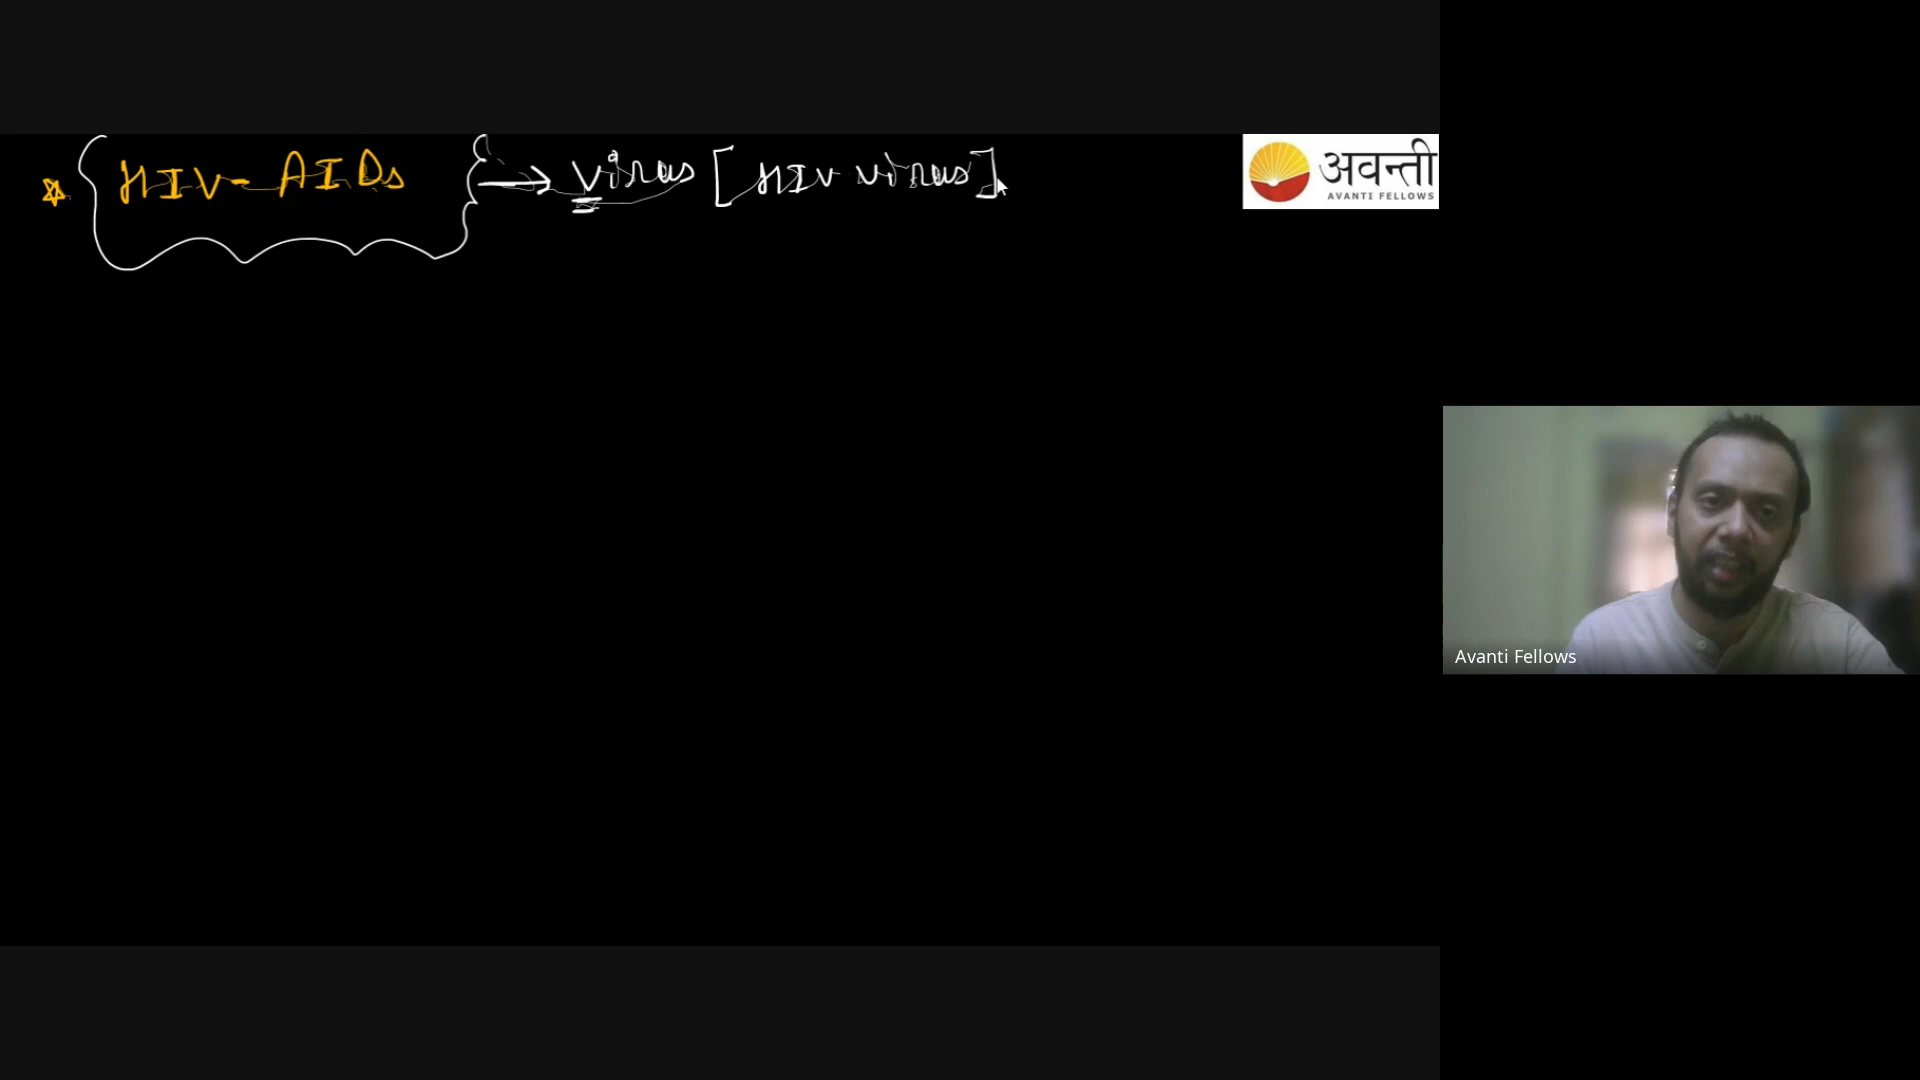 HIV-AIDs → virus [HIV virus]
अवन्ती
AVANTI FELLOWS
Avanti Fellows